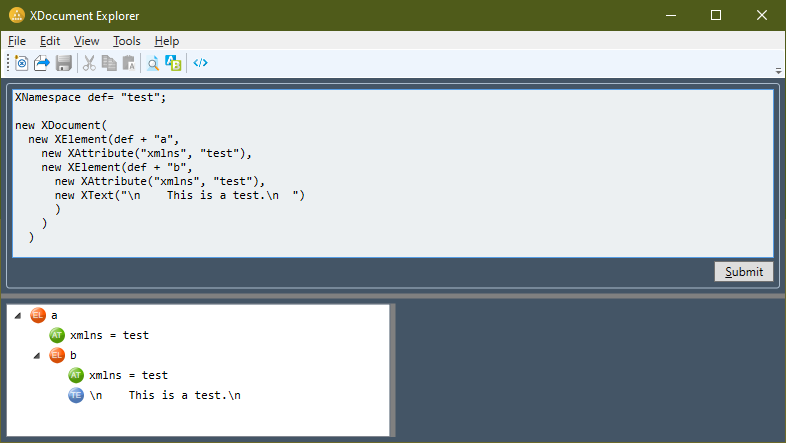 XDocument Explorer
File Edit View Tools Help
XNamespace def= "test";
new XDocument(
  new XElement(def + "a",
    new XAttribute("xmlns", "test"),
    new XElement(def + "b",
      new XAttribute("xmlns", "test"),
      new XText("\n    This is a test.\n  ")
      )
    )
  )
Submit
EL a
AT xmlns = test
EL b
AT xmlns = test
TE \n    This is a test.\n